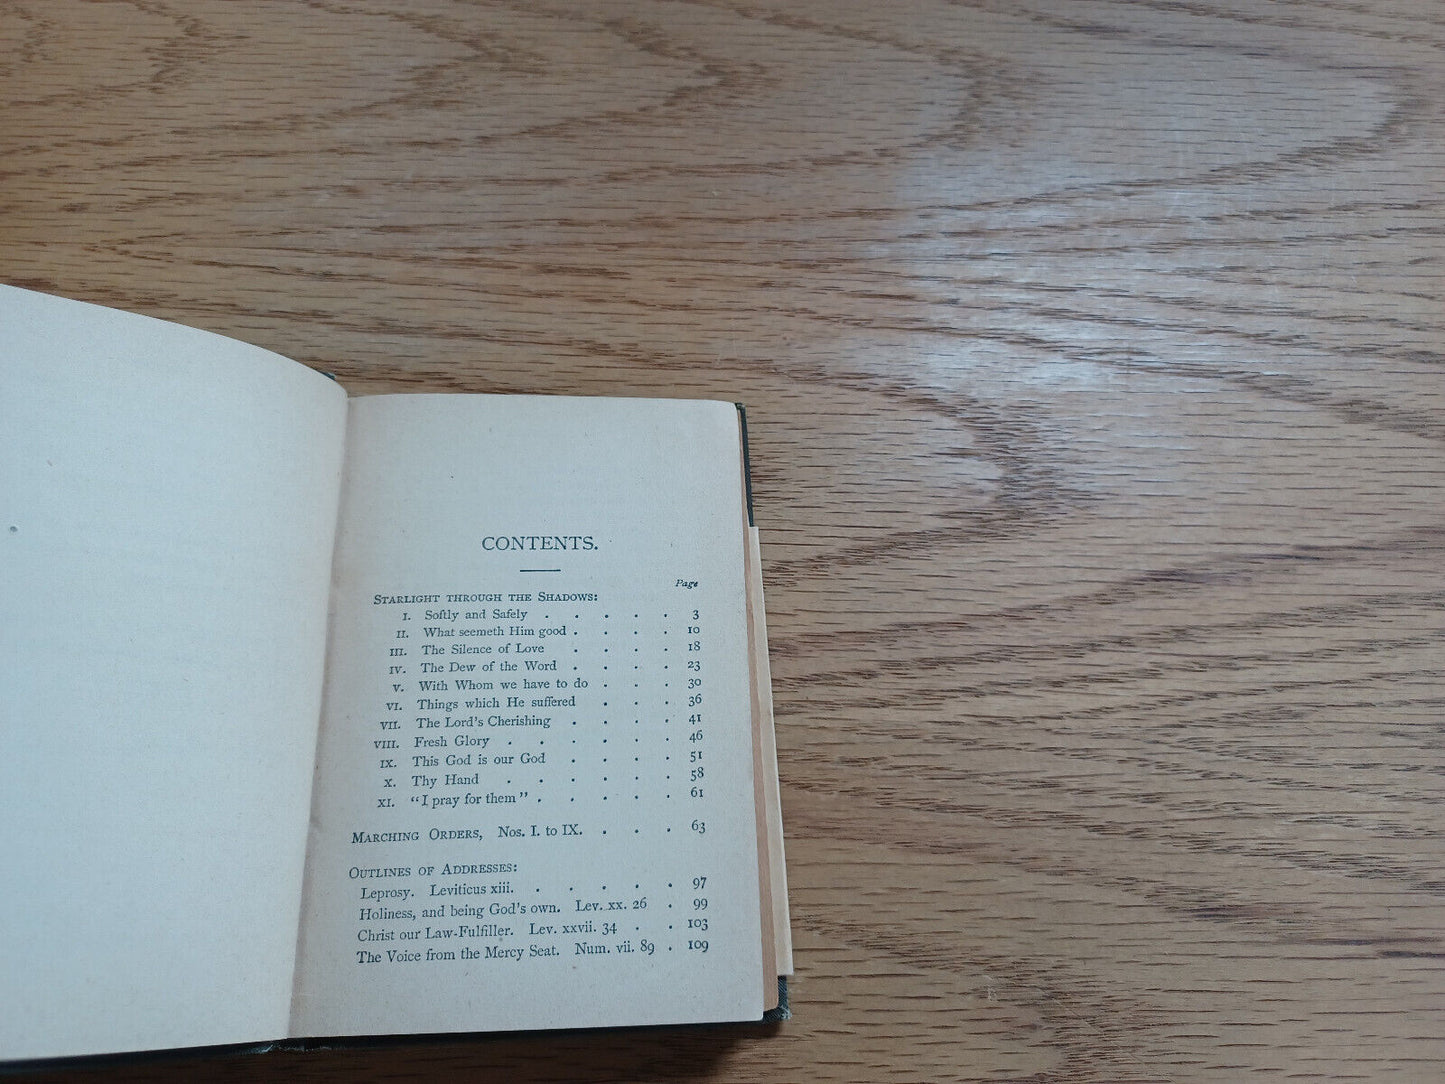 CONTENTS.
Page
STARLIGHT THROUGH THE SHADOWS:
I. Softly and Safely . . . . . 3
II. What seemeth Him good . . . . 10
III. The Silence of Love . . . . 18
IV. The Dew of the Word . . . . 23
V. With Whom we have to do . . . 30
VI. Things which He suffered . . . 36
VII. The Lord's Cherishing . . . . 41
VIII. Fresh Glory . . . . . . 46
IX. This God is our God . . . . 51
X. Thy Hand . . . . . . 58
XI. "I pray for them" . . . . . 61
MARCHING ORDERS, Nos. I. to IX. . . . 63
OUTLINES OF ADDRESSES:
Leprosy. Leviticus xiii. . . . . . 97
Holiness, and being God's own. Lev. xx. 26 . 99
Christ our Law-Fulfiller. Lev. xxvii. 34 . . 103
The Voice from the Mercy Seat. Num. vii. 89 . 109